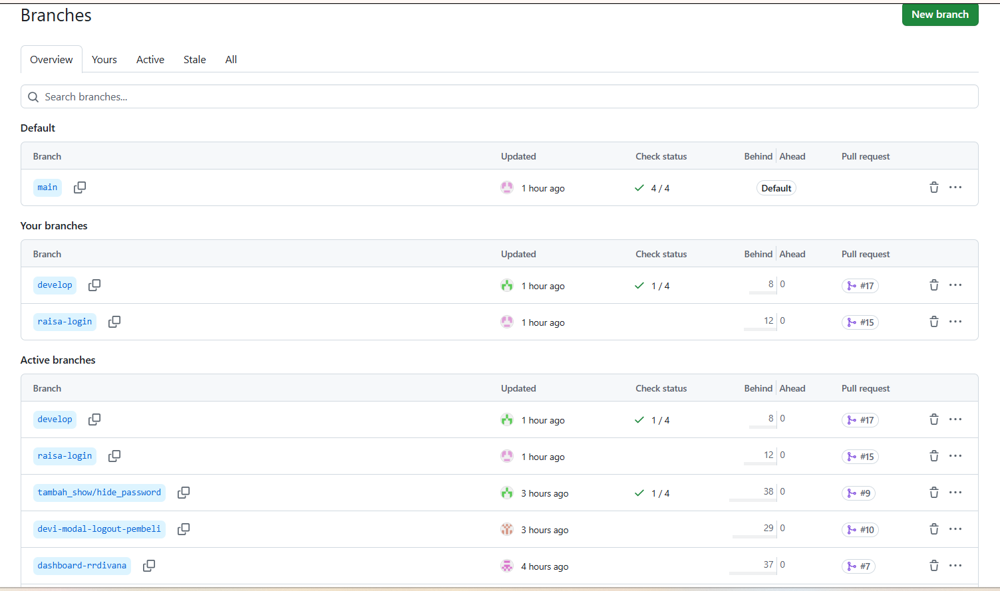 Branches
New branch
Overview Yours Active Stale All
Search branches...
Default
Branch Updated Check status Behind Ahead Pull request
main 1 hour ago 4 / 4 Default
Your branches
Branch Updated Check status Behind Ahead Pull request
develop 1 hour ago 1 / 4 8 0 #17
raisa-login 1 hour ago 12 0 #15
Active branches
Branch Updated Check status Behind Ahead Pull request
develop 1 hour ago 1 / 4 8 0 #17
raisa-login 1 hour ago 12 0 #15
tambah_show/hide_password 3 hours ago 1 / 4 38 0 #9
devi-modal-logout-pembeli 3 hours ago 29 0 #10
dashboard-rrdivana 4 hours ago 37 0 #7